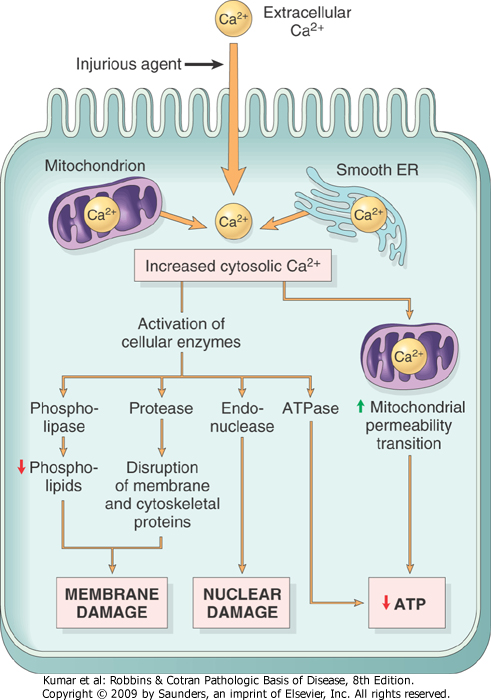 Ca2+
Extracellular
Ca2+
Injurious agent
Mitochondrion
Smooth ER
Ca2+
Ca2+
Ca2+
Increased cytosolic Ca2+
Activation of
cellular enzymes
Ca2+
Phospho-
lipase
Protease
Endo-
nuclease
ATPase
Mitochondrial
permeability
transition
Phospho-
lipids
Disruption
of membrane
and cytoskeletal
proteins
MEMBRANE
DAMAGE
NUCLEAR
DAMAGE
ATP
Kumar et al: Robbins & Cotran Pathologic Basis of Disease, 8th Edition.
Copyright © 2009 by Saunders, an imprint of Elsevier, Inc. All rights reserved.